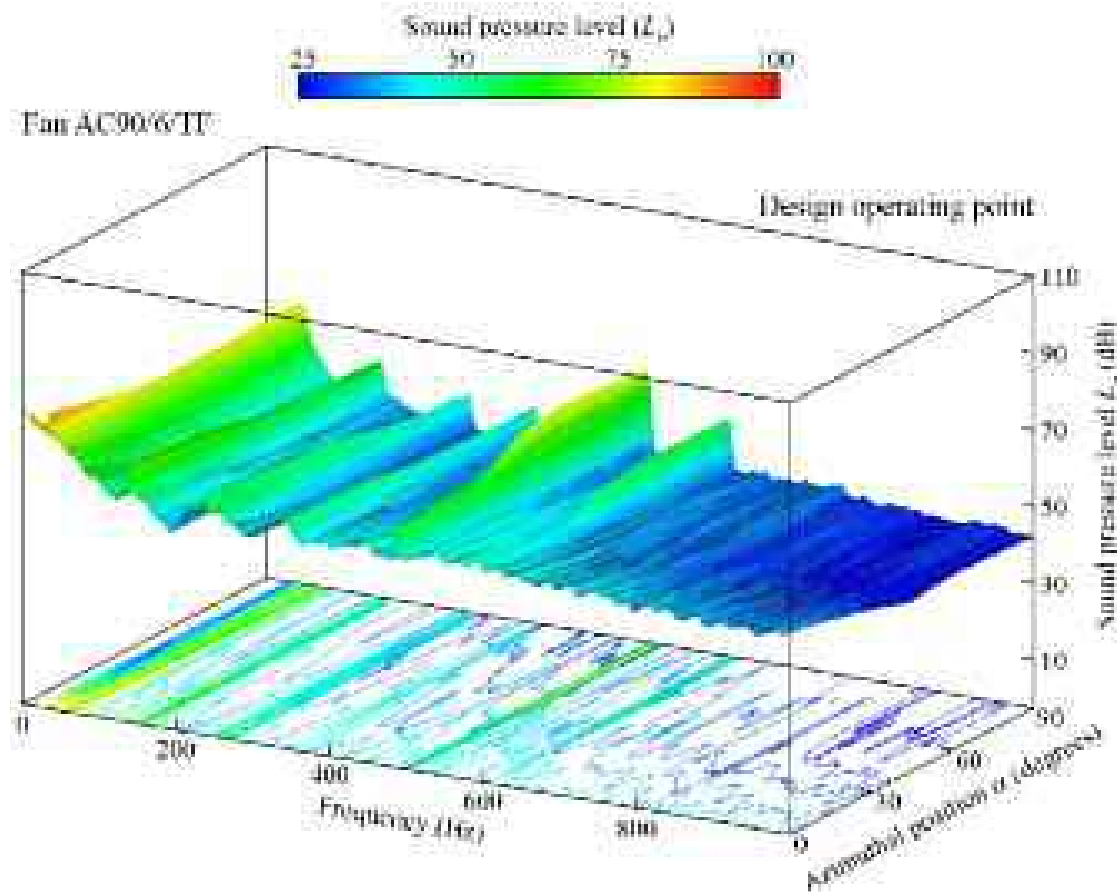 Sound pressure level (Lp)
25 50 75 100
Fan AC90/6/TF
Design operating point
110
90
70
50
30
10
Sound pressure level Lp (dB)
0 200 400 600 800
Frequency (Hz)
0 30 60 90
Azimuthal position α (degrees)